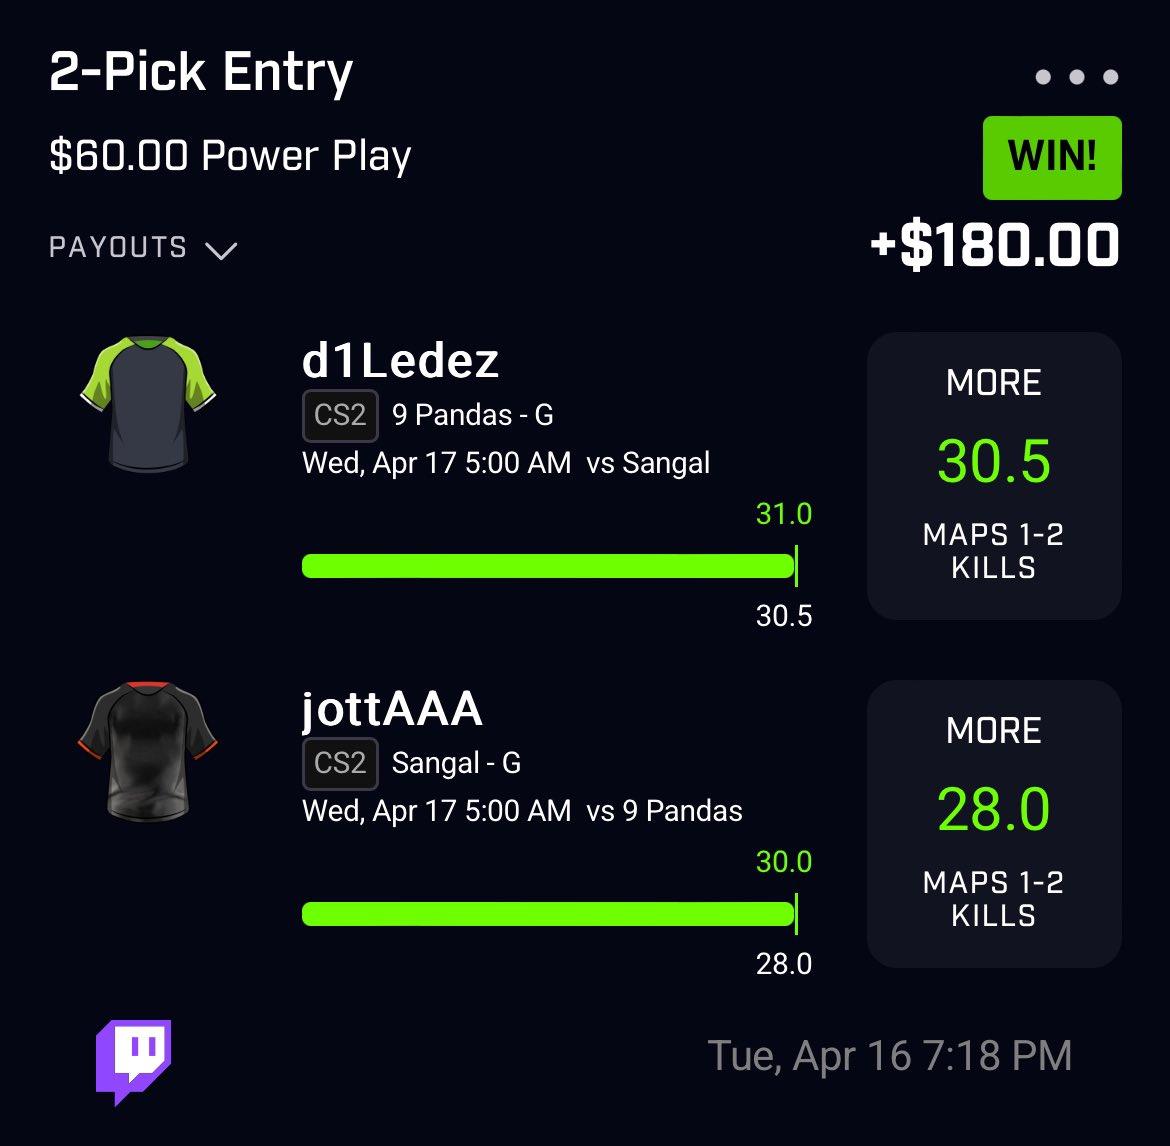 2-Pick Entry
$60.00 Power Play
WIN!
PAYOUTS
+$180.00
d1Ledez
CS2 9 Pandas - G
Wed, Apr 17 5:00 AM vs Sangal
31.0
30.5
MORE
30.5
MAPS 1-2
KILLS
jottAAA
CS2 Sangal - G
Wed, Apr 17 5:00 AM vs 9 Pandas
30.0
28.0
MORE
28.0
MAPS 1-2
KILLS
Tue, Apr 16 7:18 PM